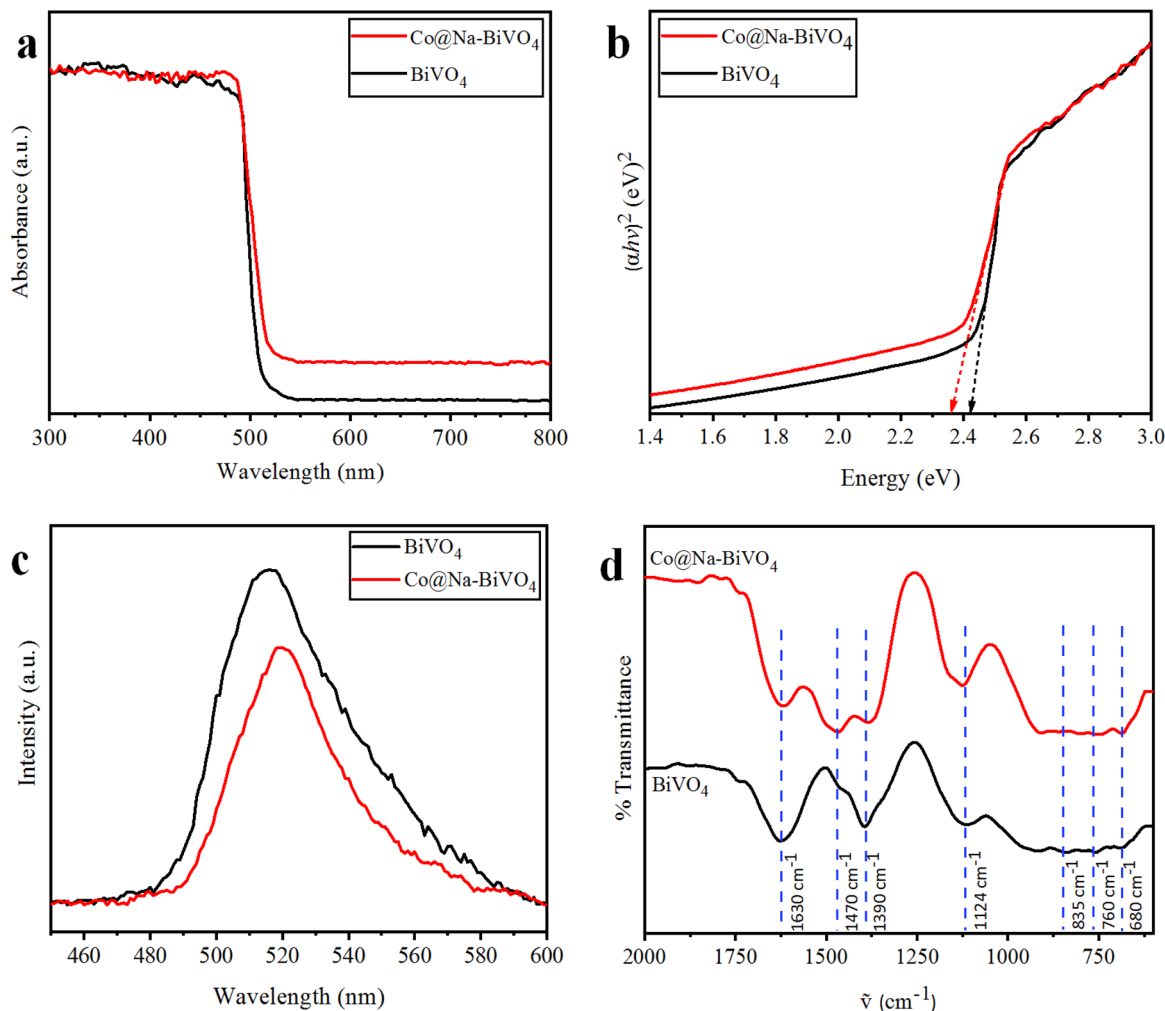 a
Co@Na-BiVO4
BiVO4
Absorbance (a.u.)
300 400 500 600 700 800
Wavelength (nm)
b
Co@Na-BiVO4
BiVO4
(αhν)2 (eV)2
1.4 1.6 1.8 2.0 2.2 2.4 2.6 2.8 3.0
Energy (eV)
c
BiVO4
Co@Na-BiVO4
Intensity (a.u.)
460 480 500 520 540 560 580 600
Wavelength (nm)
d
Co@Na-BiVO4
BiVO4
% Transmittance
1630 cm-1
1470 cm-1
1390 cm-1
1124 cm-1
835 cm-1
760 cm-1
680 cm-1
2000 1750 1500 1250 1000 750
ṽ (cm-1)